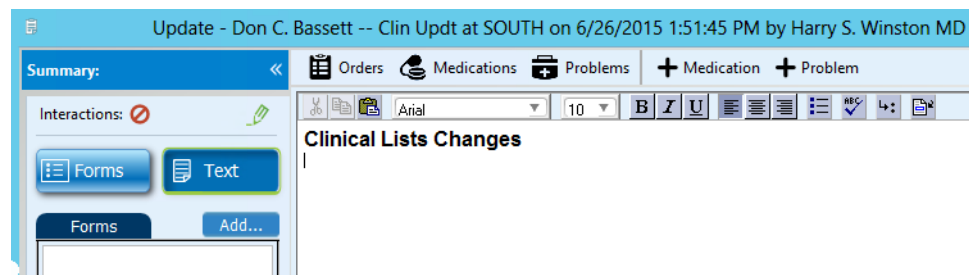 Update - Don C. Bassett -- Clin Updt at SOUTH on 6/26/2015 1:51:45 PM by Harry S. Winston MD
Summary: «
Orders Medications Problems + Medication + Problem
Interactions:
Arial 10 B I U ABC
Clinical Lists Changes
Forms Text
Forms Add...